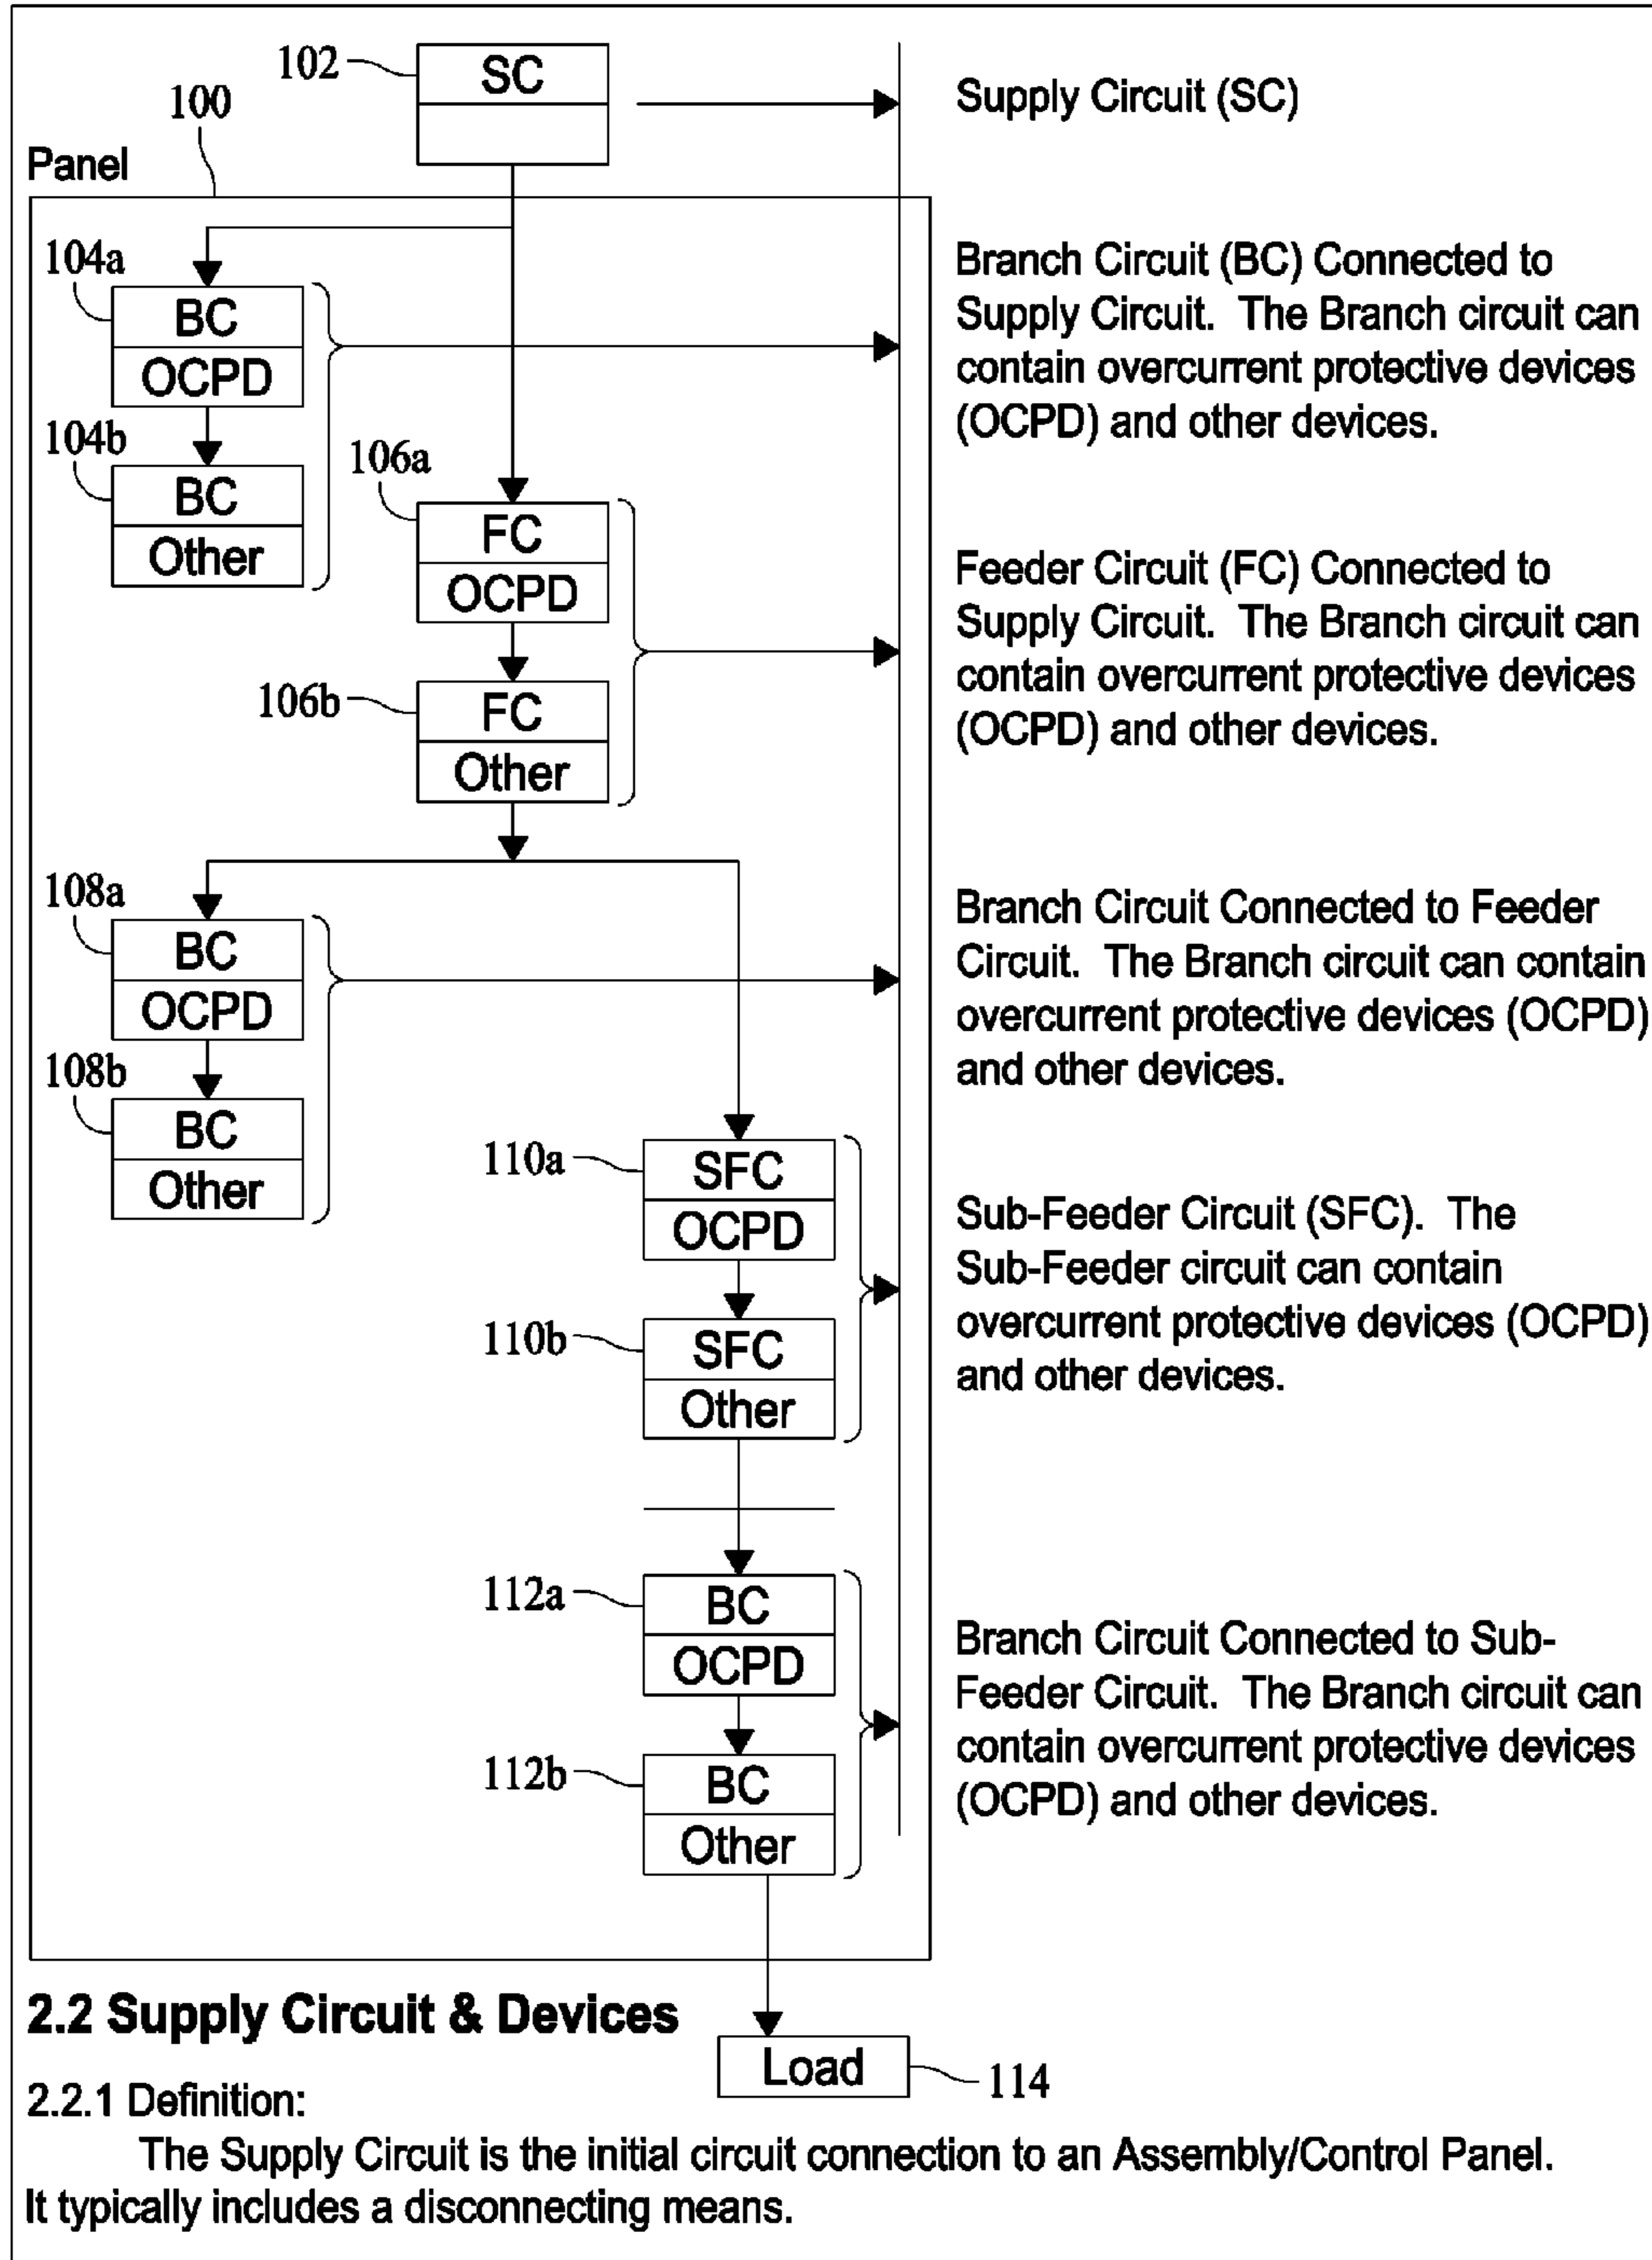 102
SC
Supply Circuit (SC)
100
Panel
104a
BC
OCPD
104b
BC
Other
Branch Circuit (BC) Connected to
Supply Circuit. The Branch circuit can
contain overcurrent protective devices
(OCPD) and other devices.
106a
FC
OCPD
106b
FC
Other
Feeder Circuit (FC) Connected to
Supply Circuit. The Branch circuit can
contain overcurrent protective devices
(OCPD) and other devices.
108a
BC
OCPD
108b
BC
Other
Branch Circuit Connected to Feeder
Circuit. The Branch circuit can contain
overcurrent protective devices (OCPD)
and other devices.
110a
SFC
OCPD
110b
SFC
Other
Sub-Feeder Circuit (SFC). The
Sub-Feeder circuit can contain
overcurrent protective devices (OCPD)
and other devices.
112a
BC
OCPD
112b
BC
Other
Branch Circuit Connected to Sub-
Feeder Circuit. The Branch circuit can
contain overcurrent protective devices
(OCPD) and other devices.
2.2 Supply Circuit & Devices
Load
114
2.2.1 Definition:
The Supply Circuit is the initial circuit connection to an Assembly/Control Panel.
It typically includes a disconnecting means.